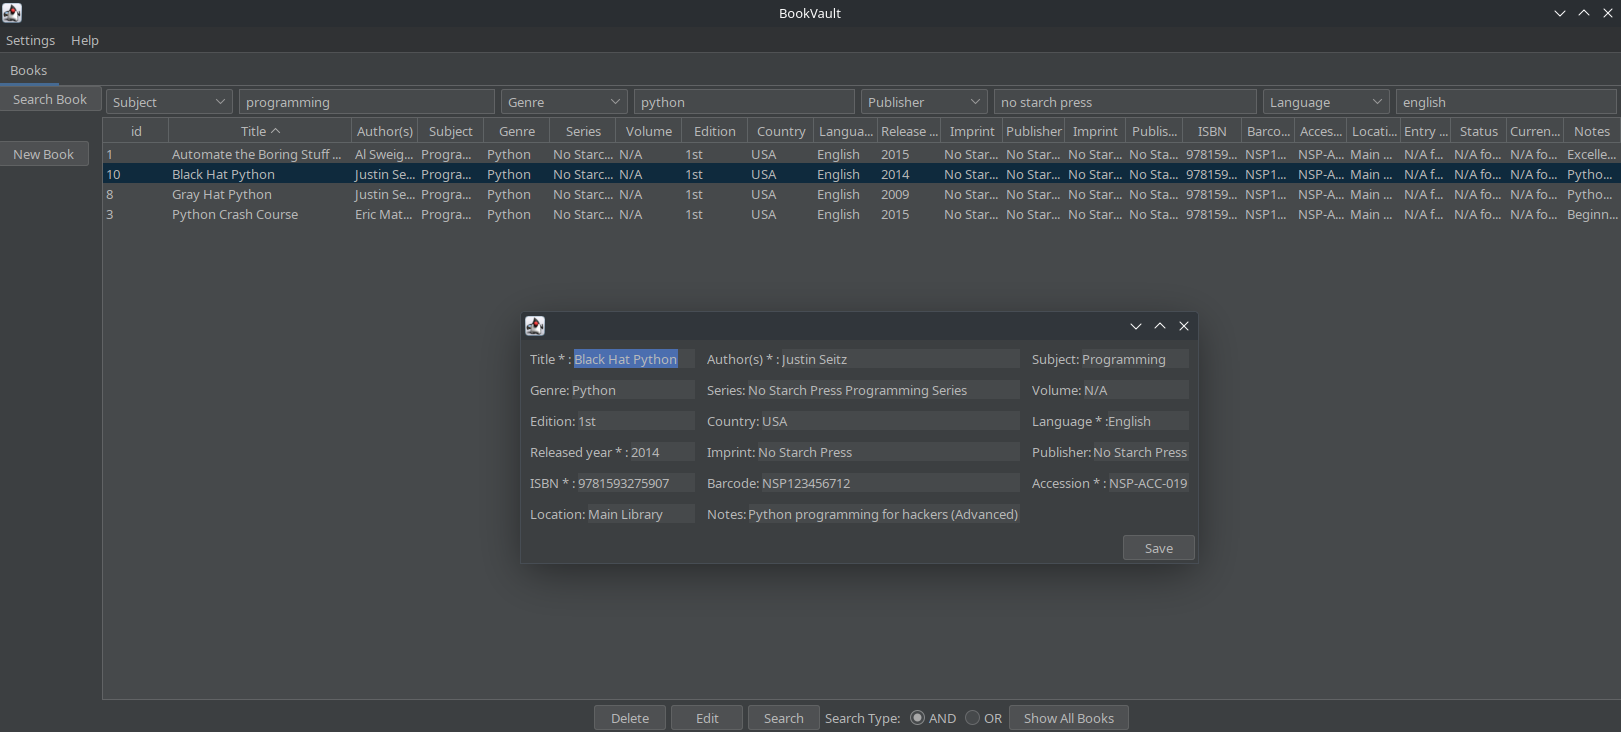 BookVault
Settings Help
Books
Search Book Subject programming Genre python Publisher no starch press Language english
id Title Author(s) Subject Genre Series Volume Edition Country Langua... Release ... Imprint Publisher Imprint Publis... ISBN Barco... Acces... Locati... Entry ... Status Curren... Notes
New Book
1 Automate the Boring Stuff ... Al Sweig... Progra... Python No Starc... N/A 1st USA English 2015 No Star... No Star... No Star... No Sta... 978159... NSP1... NSP-A... Main ... N/A f... N/A fo... N/A fo... Excelle...
10 Black Hat Python Justin Se... Progra... Python No Starc... N/A 1st USA English 2014 No Star... No Star... No Star... No Sta... 978159... NSP1... NSP-A... Main ... N/A f... N/A fo... N/A fo... Pytho...
8 Gray Hat Python Justin Se... Progra... Python No Starc... N/A 1st USA English 2009 No Star... No Star... No Star... No Sta... 978159... NSP1... NSP-A... Main ... N/A f... N/A fo... N/A fo... Pytho...
3 Python Crash Course Eric Mat... Progra... Python No Starc... N/A 1st USA English 2015 No Star... No Star... No Star... No Sta... 978159... NSP1... NSP-A... Main ... N/A f... N/A fo... N/A fo... Beginn...
Title * : Black Hat Python Author(s) * : Justin Seitz Subject: Programming
Genre: Python Series: No Starch Press Programming Series Volume: N/A
Edition: 1st Country: USA Language * :English
Released year * : 2014 Imprint: No Starch Press Publisher: No Starch Press
ISBN * : 9781593275907 Barcode: NSP123456712 Accession * : NSP-ACC-019
Location: Main Library Notes: Python programming for hackers (Advanced)
Save
Delete Edit Search Search Type: AND OR Show All Books